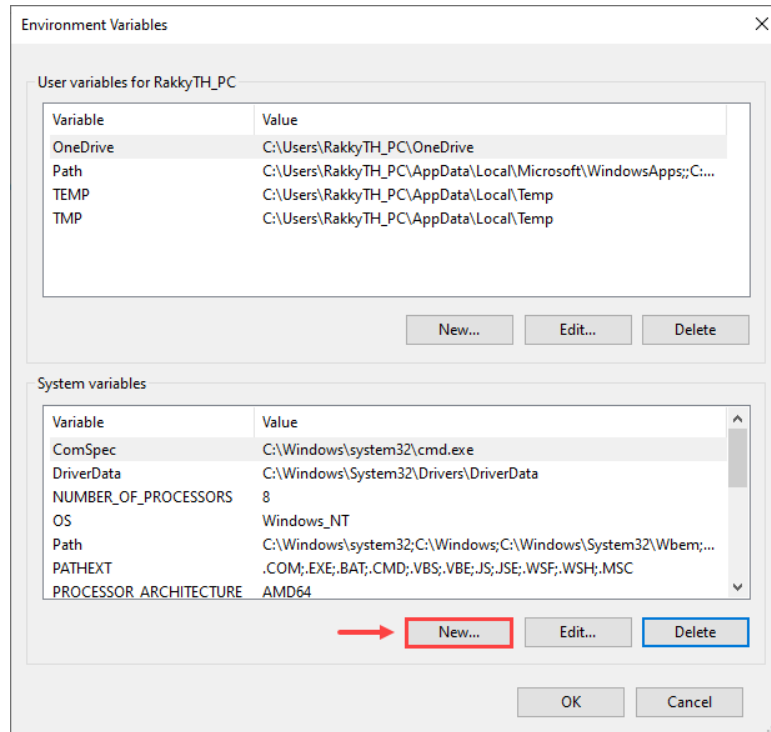 Environment Variables
User variables for RakkyTH_PC
Variable Value
OneDrive C:\Users\RakkyTH_PC\OneDrive
Path C:\Users\RakkyTH_PC\AppData\Local\Microsoft\WindowsApps;;C:...
TEMP C:\Users\RakkyTH_PC\AppData\Local\Temp
TMP C:\Users\RakkyTH_PC\AppData\Local\Temp
New... Edit... Delete
System variables
Variable Value
ComSpec C:\Windows\system32\cmd.exe
DriverData C:\Windows\System32\Drivers\DriverData
NUMBER_OF_PROCESSORS 8
OS Windows_NT
Path C:\Windows\system32;C:\Windows;C:\Windows\System32\Wbem;...
PATHEXT .COM;.EXE;.BAT;.CMD;.VBS;.VBE;.JS;.JSE;.WSF;.WSH;.MSC
PROCESSOR_ARCHITECTURE AMD64
New... Edit... Delete
OK Cancel